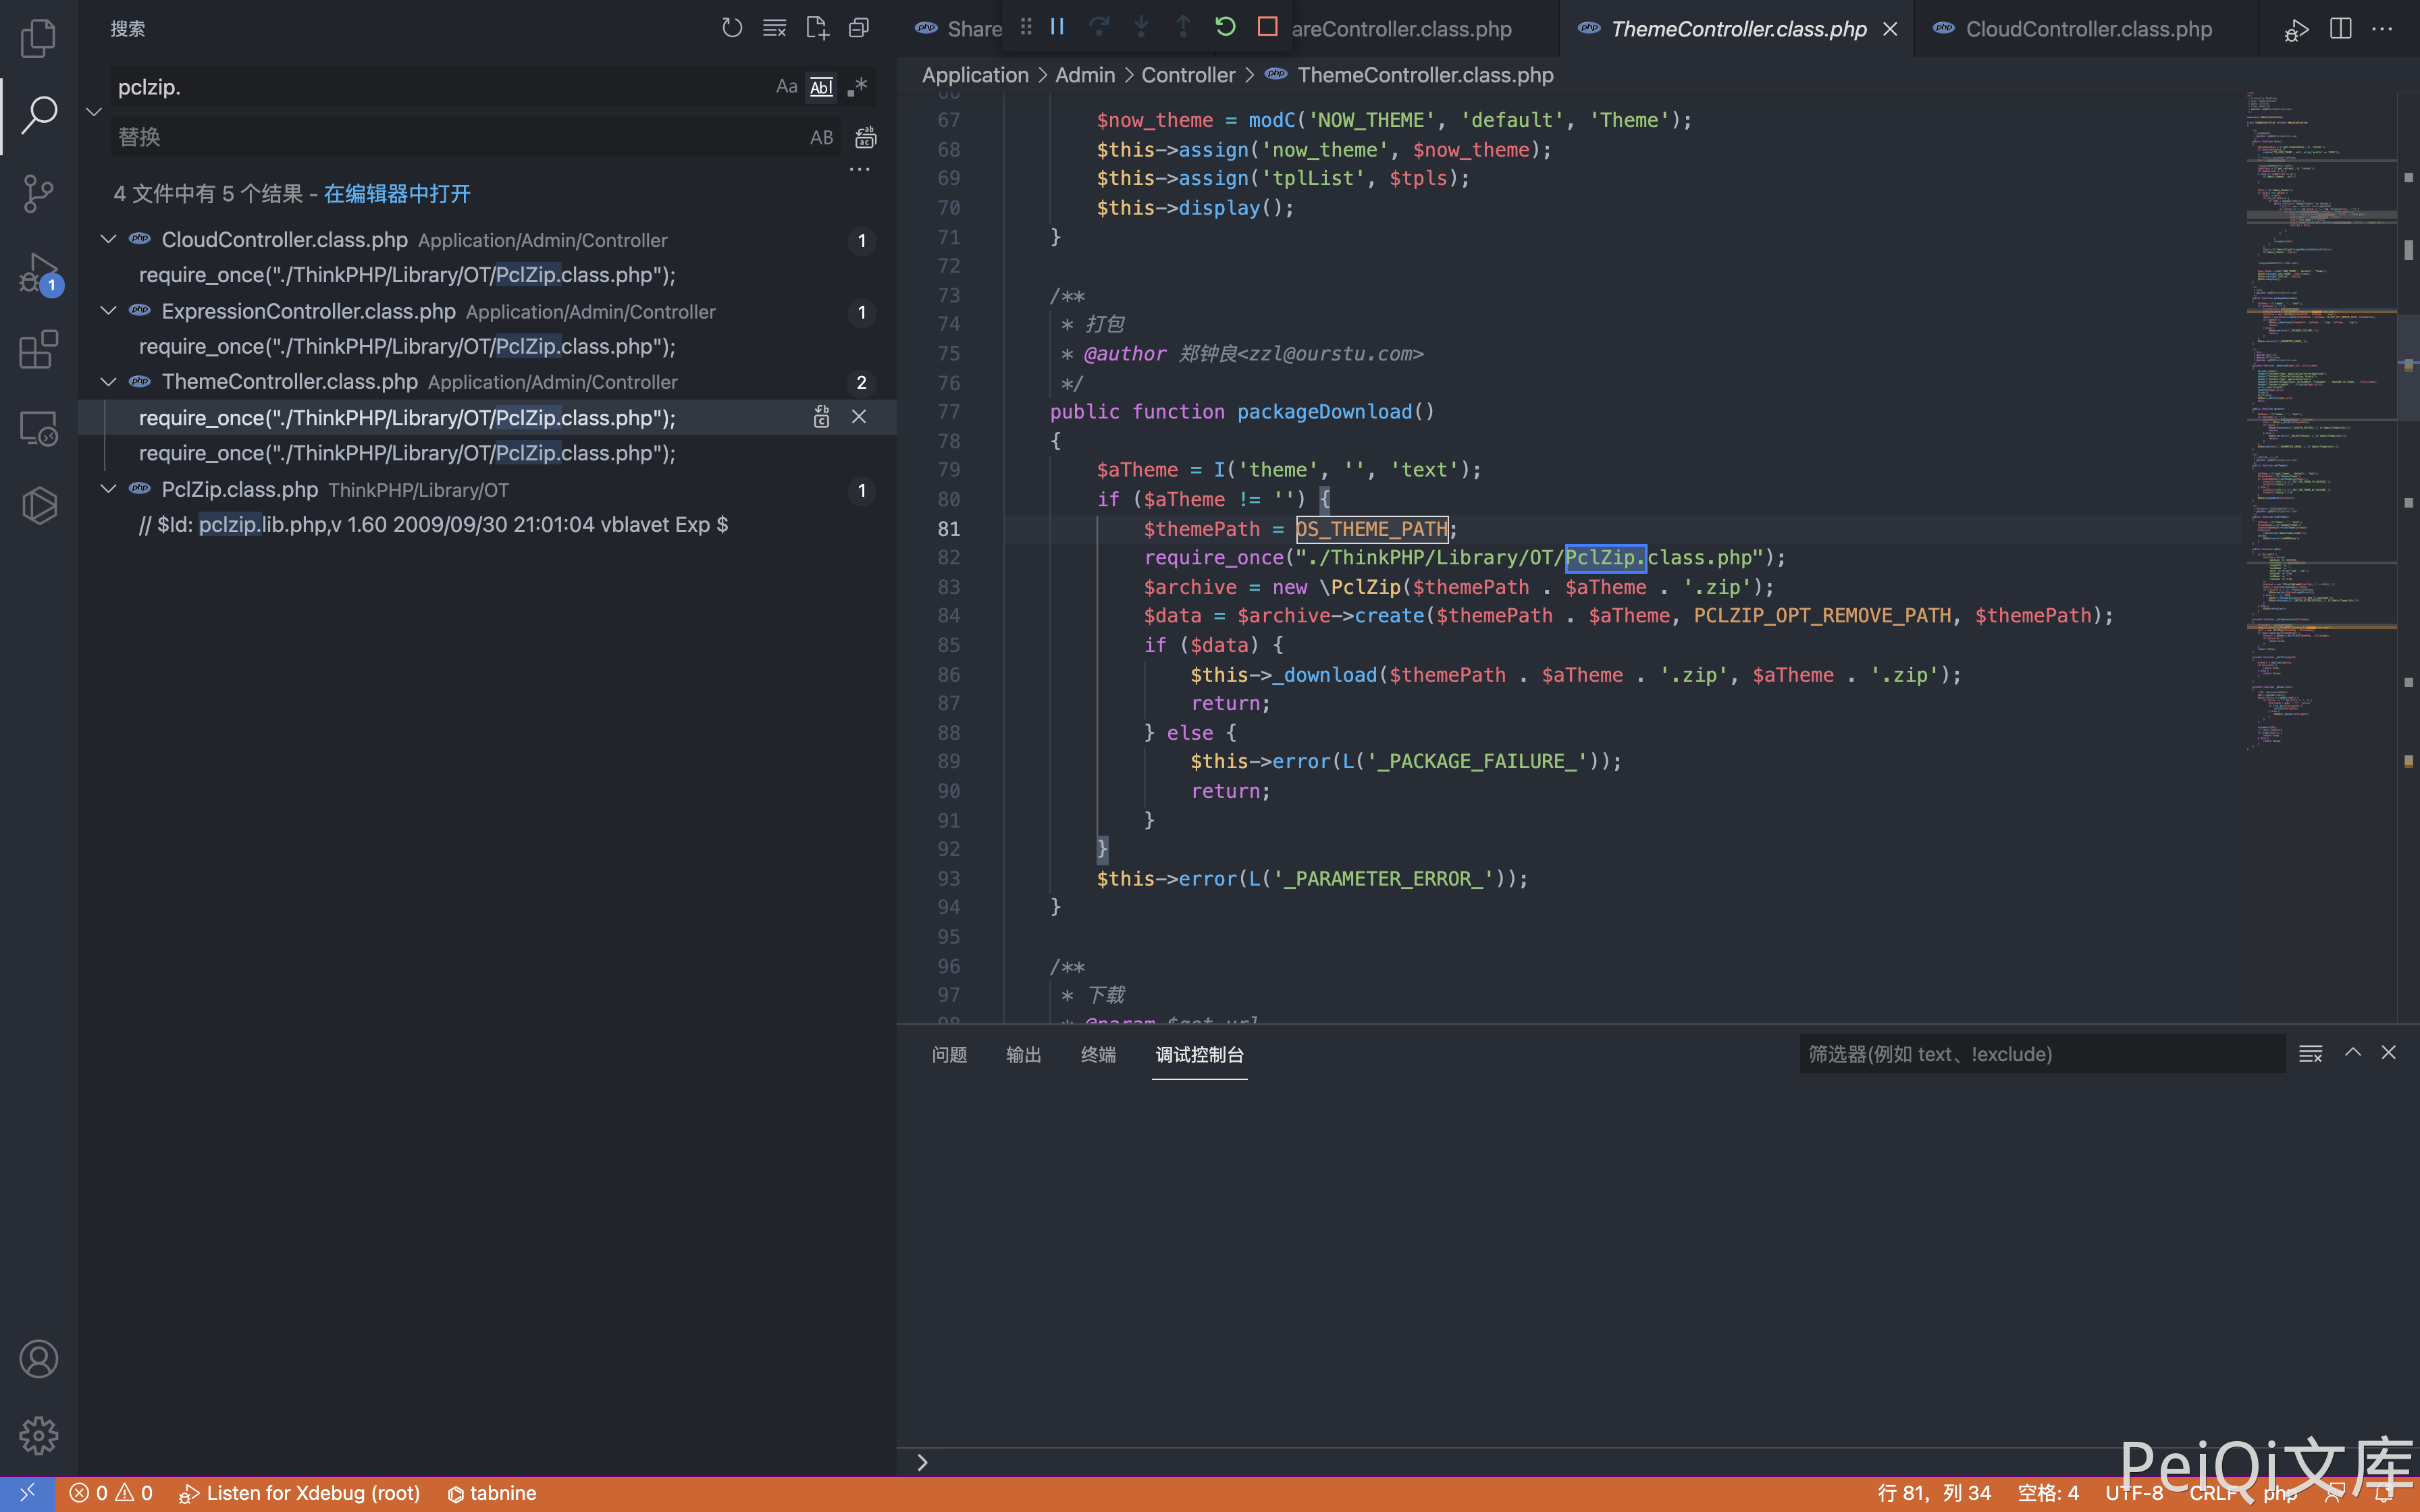 搜索
pclzip.
Aa
Abl
.*
替换
AB
4 文件中有 5 个结果 - 在编辑器中打开
CloudController.class.php Application/Admin/Controller 1
require_once("./ThinkPHP/Library/OT/PclZip.class.php");
ExpressionController.class.php Application/Admin/Controller 1
require_once("./ThinkPHP/Library/OT/PclZip.class.php");
ThemeController.class.php Application/Admin/Controller 2
require_once("./ThinkPHP/Library/OT/PclZip.class.php");
require_once("./ThinkPHP/Library/OT/PclZip.class.php");
PclZip.class.php ThinkPHP/Library/OT 1
// $Id: pclzip.lib.php,v 1.60 2009/09/30 21:01:04 vblavet Exp $
1
php Share
areController.class.php
php ThemeController.class.php
php CloudController.class.php
Application > Admin > Controller > php ThemeController.class.php
67 $now_theme = modC('NOW_THEME', 'default', 'Theme');
68 $this->assign('now_theme', $now_theme);
69 $this->assign('tplList', $tpls);
70 $this->display();
71 }
72
73 /**
74 * 打包
75 * @author 郑钟良<zzl@ourstu.com>
76 */
77 public function packageDownload()
78 {
79 $aTheme = I('theme', '', 'text');
80 if ($aTheme != '') {
81 $themePath = OS_THEME_PATH;
82 require_once("./ThinkPHP/Library/OT/PclZip.class.php");
83 $archive = new \PclZip($themePath . $aTheme . '.zip');
84 $data = $archive->create($themePath . $aTheme, PCLZIP_OPT_REMOVE_PATH, $themePath);
85 if ($data) {
86 $this->_download($themePath . $aTheme . '.zip', $aTheme . '.zip');
87 return;
88 } else {
89 $this->error(L('_PACKAGE_FAILURE_'));
90 return;
91 }
92 }
93 $this->error(L('_PARAMETER_ERROR_'));
94 }
95
96 /**
97 * 下载
98 * @param $get_url
问题 输出 终端 调试控制台
筛选器(例如 text、!exclude)
0 0 Listen for Xdebug (root) tabnine
行 81，列 34 空格: 4 UTF-8 CRLF php
PeiQi文库